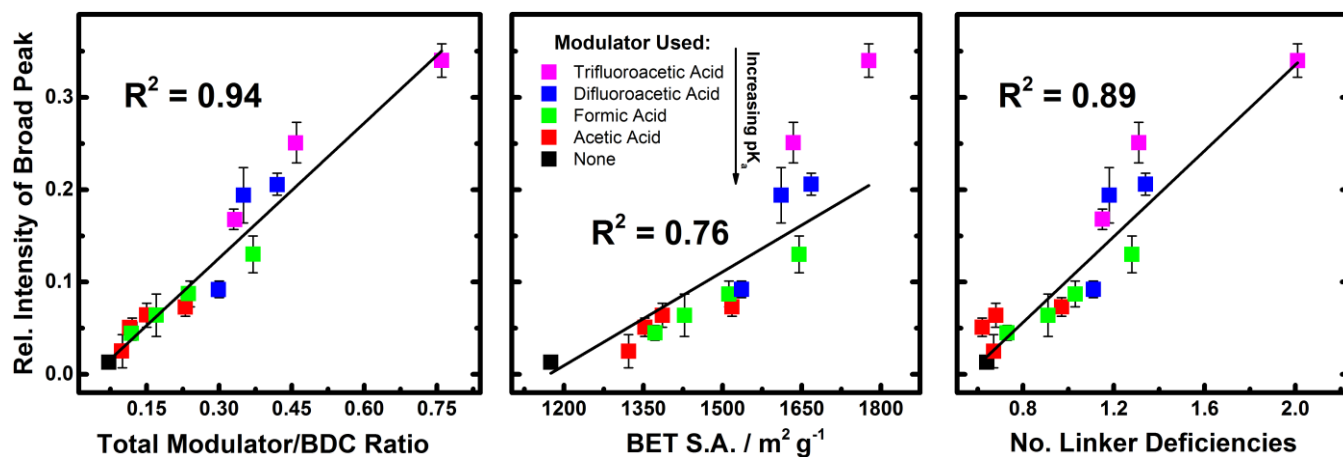 Rel. Intensity of Broad Peak
0.3
0.2
0.1
0.0
R² = 0.94
0.15 0.30 0.45 0.60 0.75
Total Modulator/BDC Ratio
Modulator Used:
Trifluoroacetic Acid
Difluoroacetic Acid
Formic Acid
Acetic Acid
None
Increasing pKₐ
R² = 0.76
1200 1350 1500 1650 1800
BET S.A. / m² g⁻¹
R² = 0.89
0.8 1.2 1.6 2.0
No. Linker Deficiencies